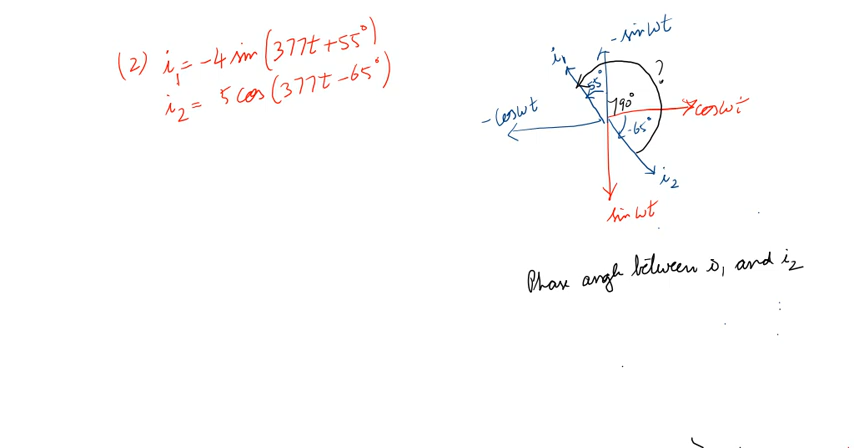 (2) i₁ = -4 sin (377t + 55°)
i₂ = 5 cos (377t - 65°)
-sin ωt
i₁
55°
?
90°
-cos ωt
cos ωt
-65°
i₂
sin ωt
Phase angle between i₁ and i₂